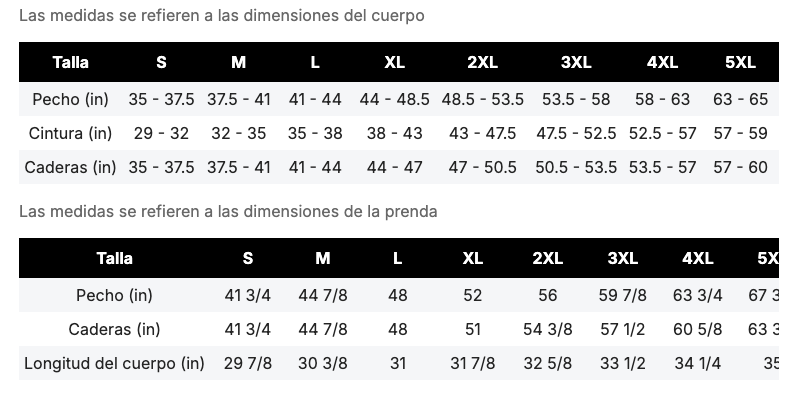 Las medidas se refieren a las dimensiones del cuerpo
Talla S M L XL 2XL 3XL 4XL 5XL
Pecho (in) 35 - 37.5 37.5 - 41 41 - 44 44 - 48.5 48.5 - 53.5 53.5 - 58 58 - 63 63 - 65
Cintura (in) 29 - 32 32 - 35 35 - 38 38 - 43 43 - 47.5 47.5 - 52.5 52.5 - 57 57 - 59
Caderas (in) 35 - 37.5 37.5 - 41 41 - 44 44 - 47 47 - 50.5 50.5 - 53.5 53.5 - 57 57 - 60
Las medidas se refieren a las dimensiones de la prenda
Talla S M L XL 2XL 3XL 4XL 5X
Pecho (in) 41 3/4 44 7/8 48 52 56 59 7/8 63 3/4 67 3
Caderas (in) 41 3/4 44 7/8 48 51 54 3/8 57 1/2 60 5/8 63 3
Longitud del cuerpo (in) 29 7/8 30 3/8 31 31 7/8 32 5/8 33 1/2 34 1/4 35